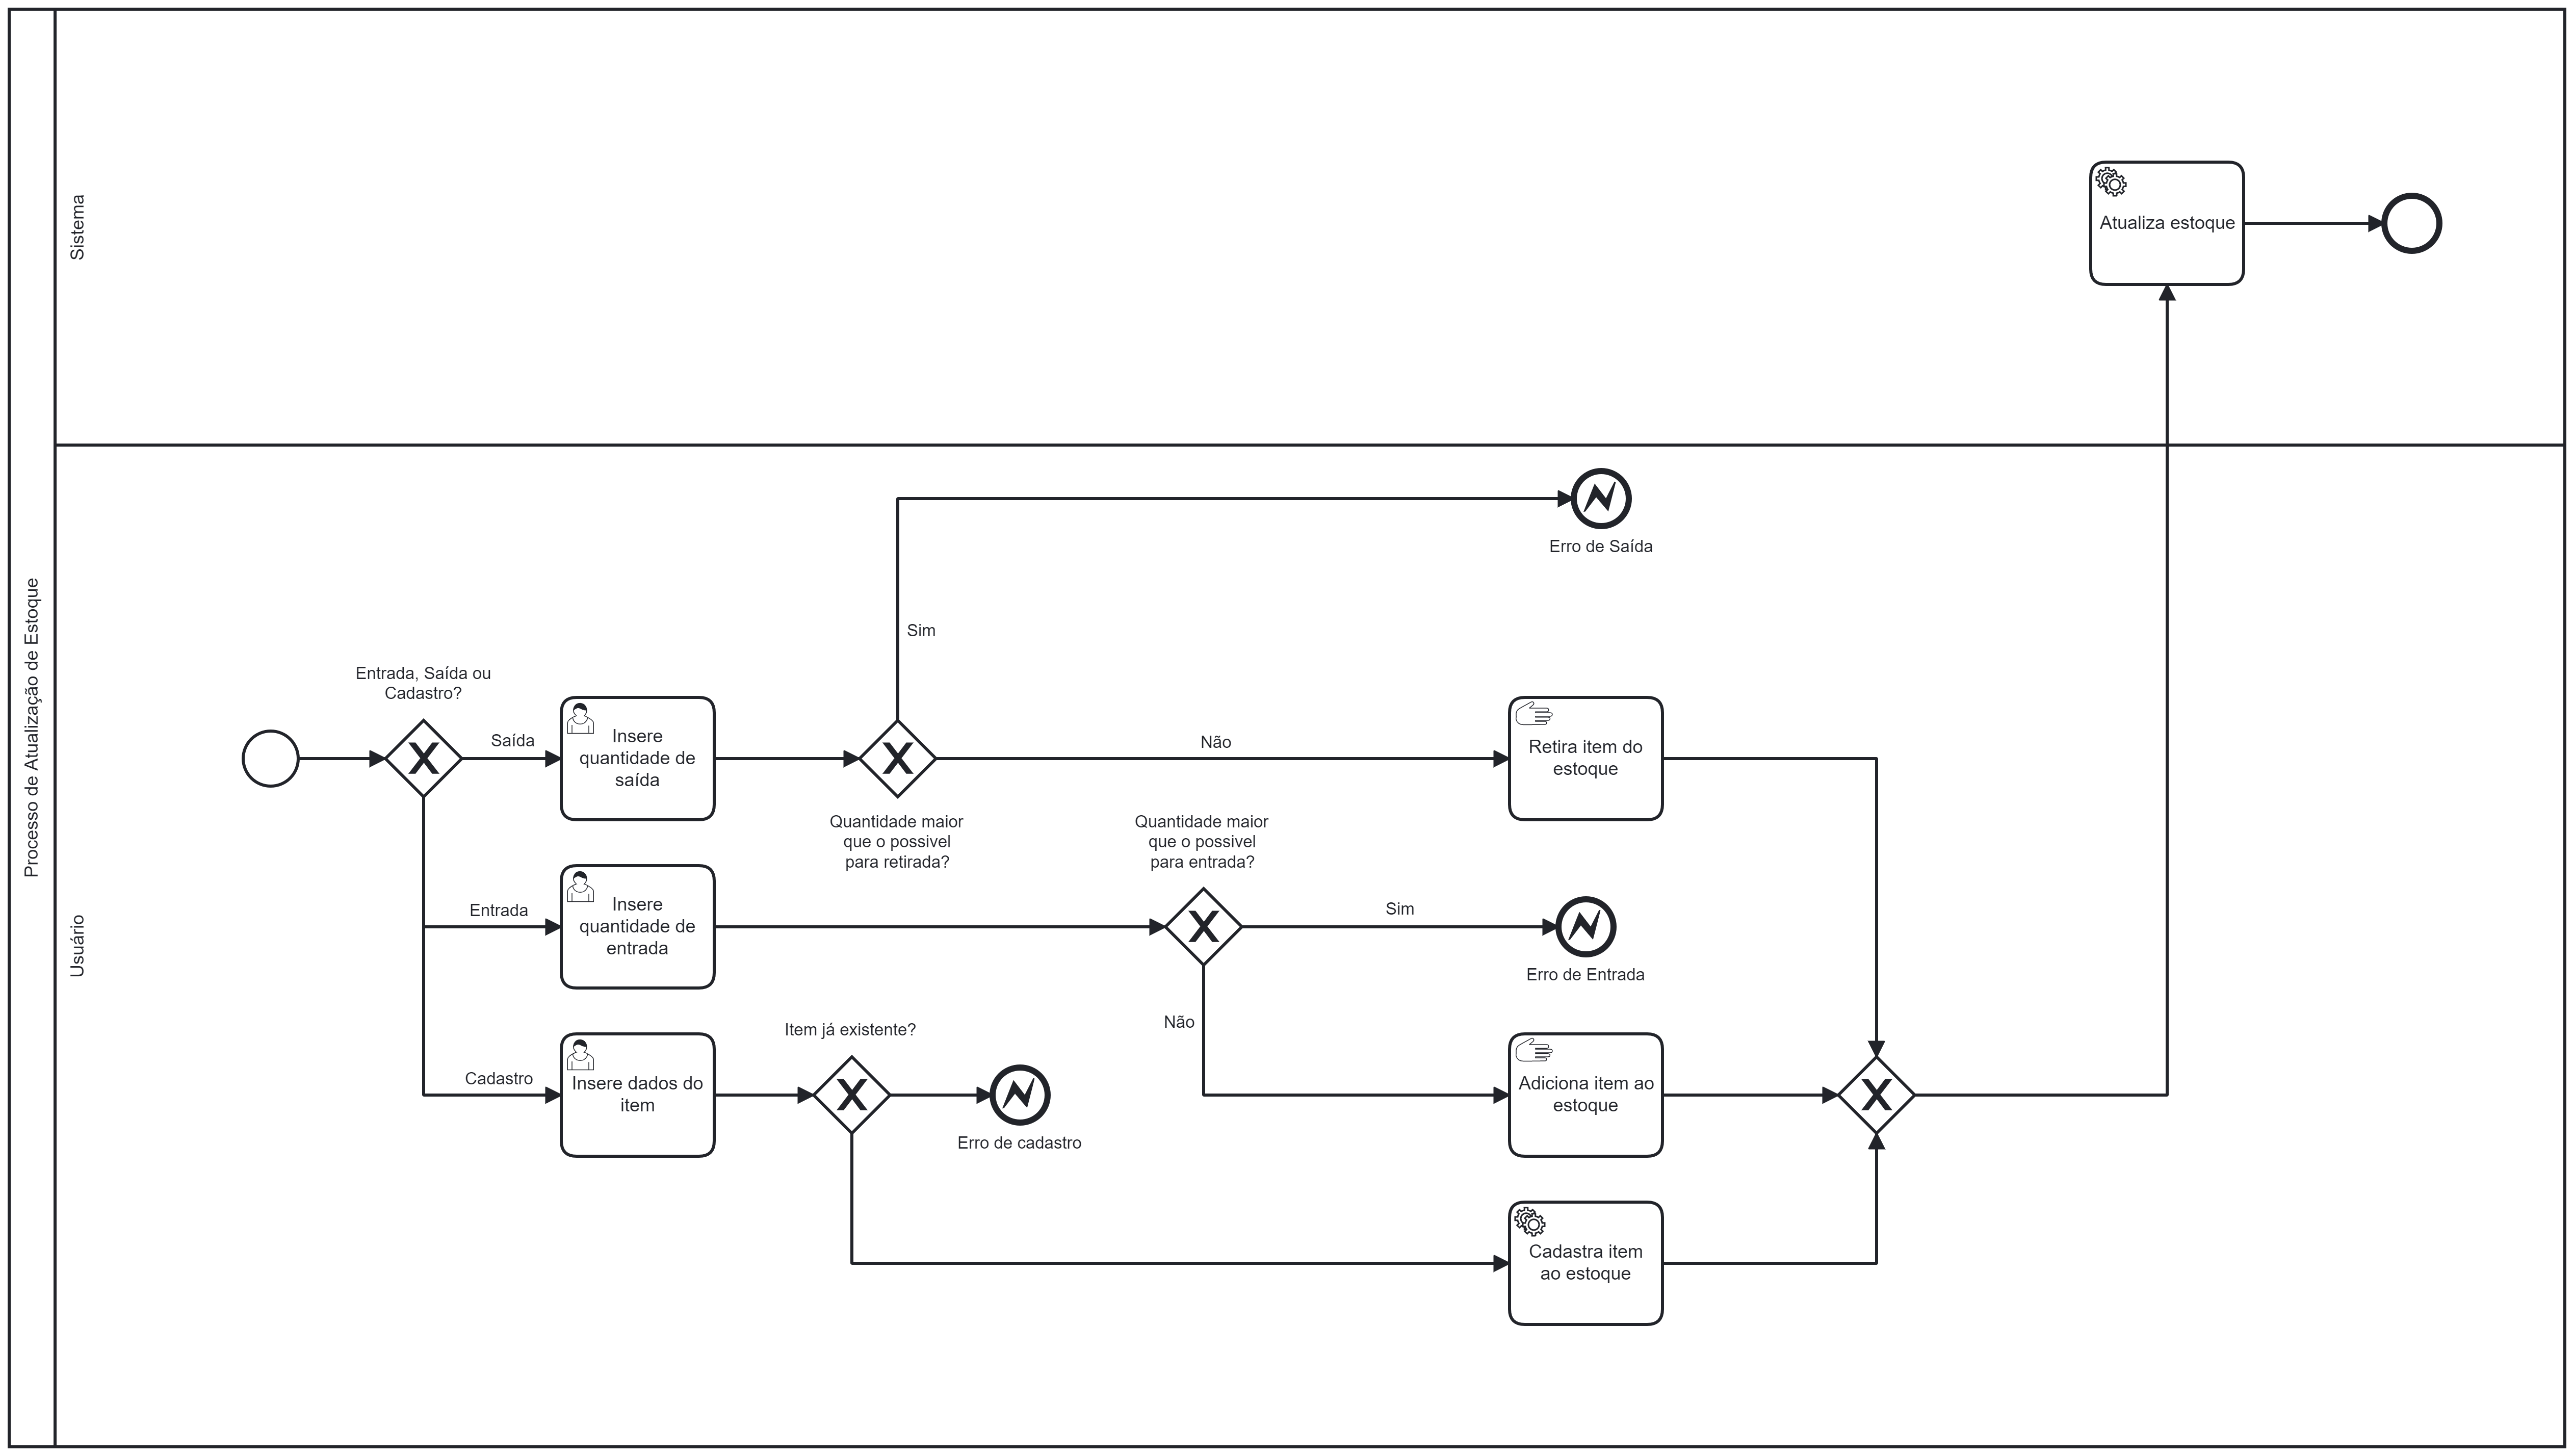 Processo de Atualização de Estoque
Sistema
Atualiza estoque
Usuário
Erro de Saída
Sim
Entrada, Saída ou
Cadastro?
Saída
Insere
quantidade de
saída
Quantidade maior
que o possivel
para retirada?
Não
Retira item do
estoque
Entrada
Insere
quantidade de
entrada
Quantidade maior
que o possivel
para entrada?
Sim
Erro de Entrada
Não
Adiciona item ao
estoque
Cadastro
Insere dados do
item
Item já existente?
Erro de cadastro
Cadastra item
ao estoque